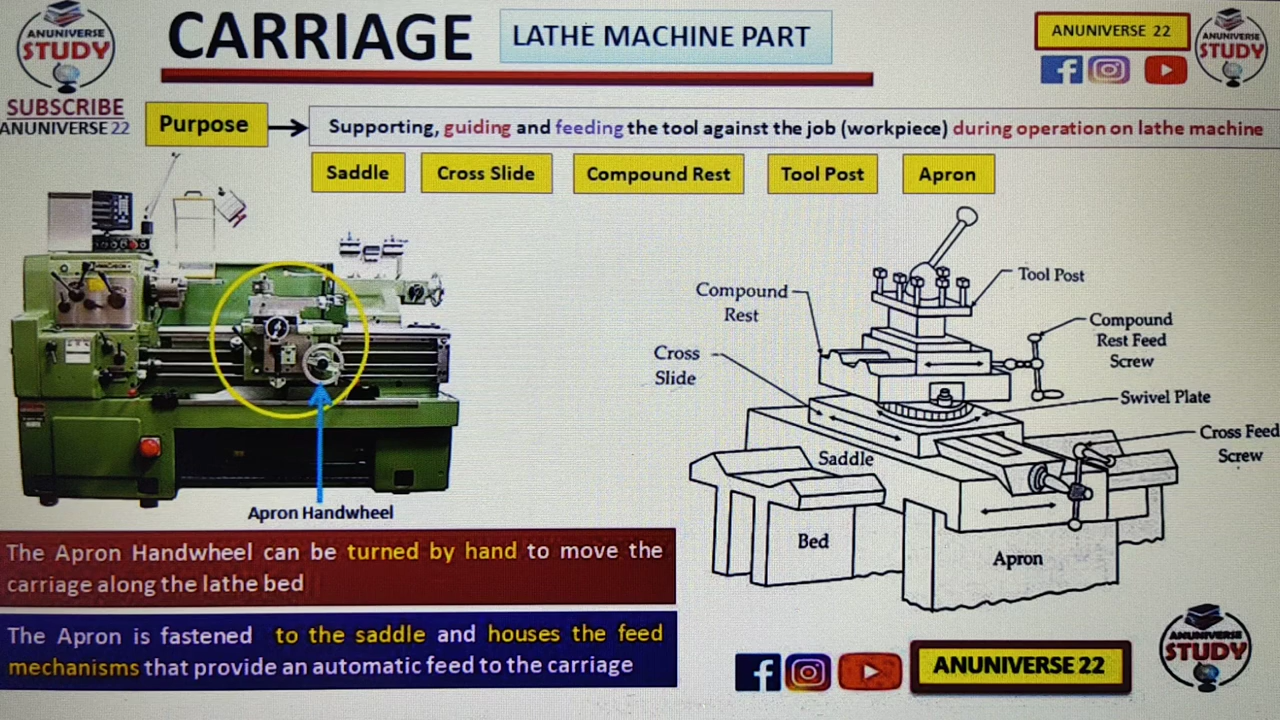 ANUNIVERSE
STUDY
SUBSCRIBE
ANUNIVERSE 22
CARRIAGE
LATHE MACHINE PART
ANUNIVERSE 22
ANUNIVERSE
STUDY
Purpose
Supporting, guiding and feeding the tool against the job (workpiece) during operation on lathe machine
Saddle
Cross Slide
Compound Rest
Tool Post
Apron
Apron Handwheel
Compound
Rest
Cross
Slide
Tool Post
Compound
Rest Feed
Screw
Swivel Plate
Cross Feed
Screw
Saddle
Bed
Apron
The Apron Handwheel can be turned by hand to move the
carriage along the lathe bed
The Apron is fastened to the saddle and houses the feed
mechanisms that provide an automatic feed to the carriage
ANUNIVERSE 22
ANUNIVERSE
STUDY